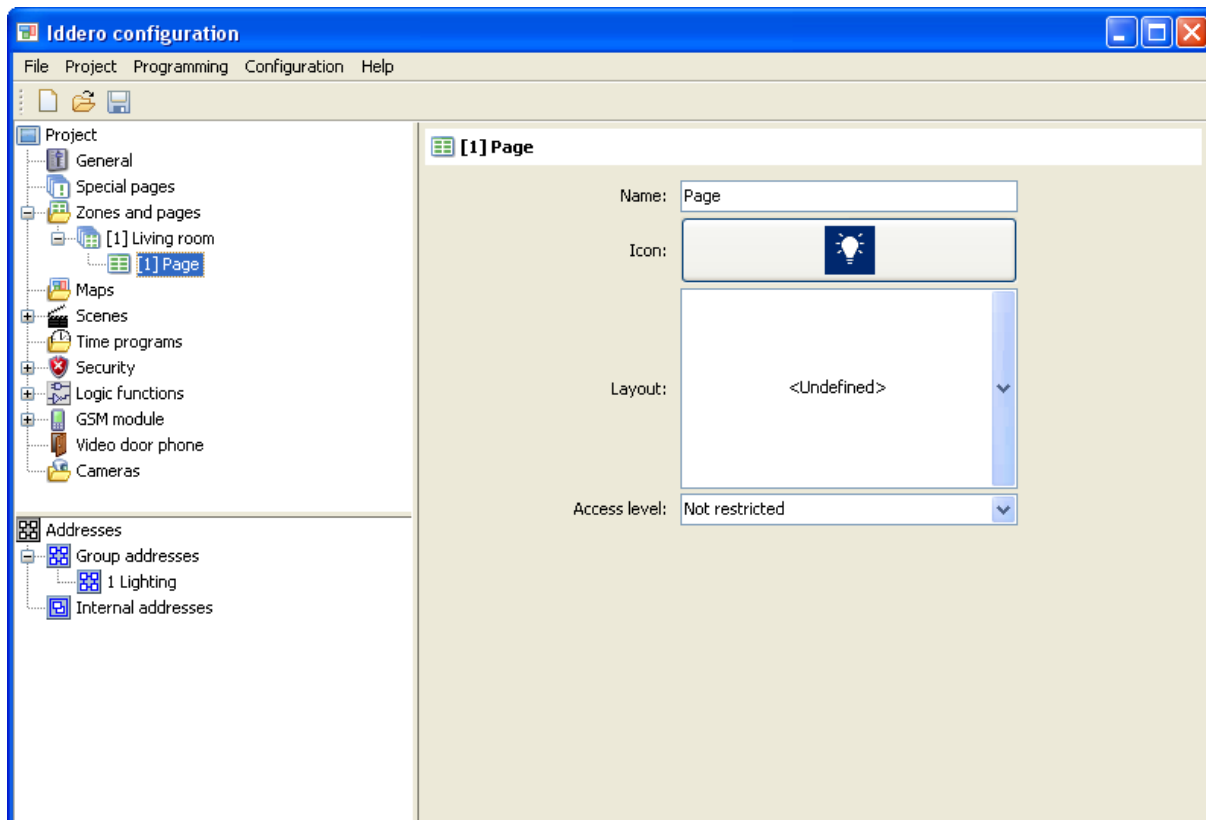 Iddero configuration
File Project Programming Configuration Help
Project
General
Special pages
Zones and pages
[1] Living room
[1] Page
Maps
Scenes
Time programs
Security
Logic functions
GSM module
Video door phone
Cameras
Addresses
Group addresses
1 Lighting
Internal addresses
[1] Page
Name: Page
Icon:
Layout: <Undefined>
Access level: Not restricted